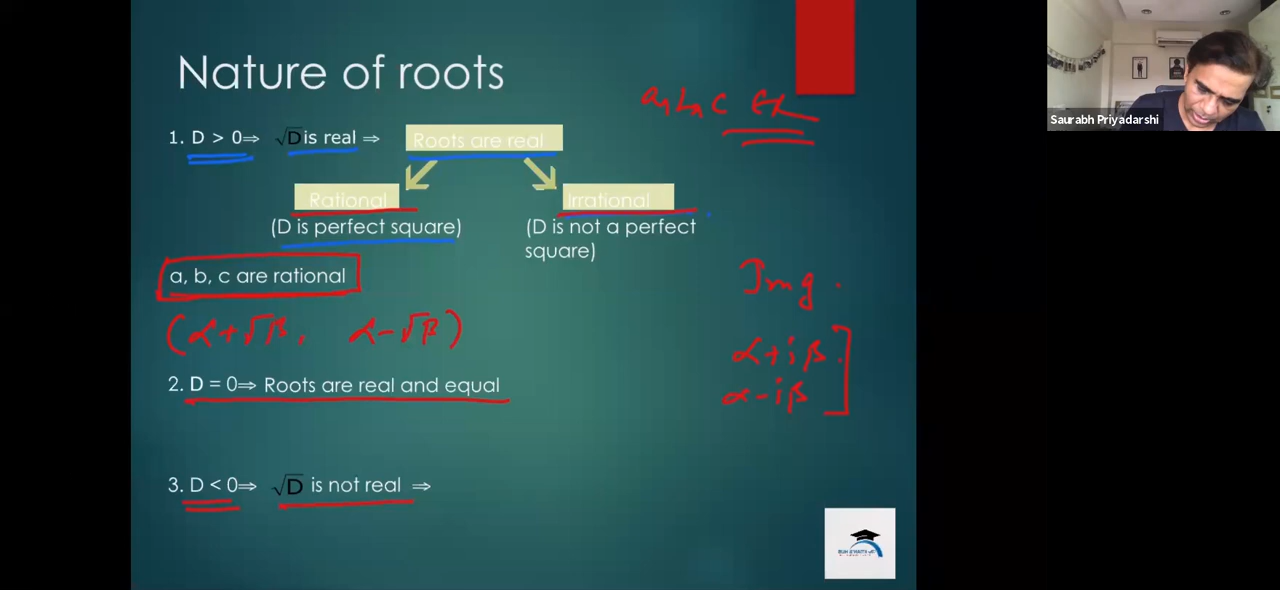 Nature of roots
a, b, c ∈ R
1. D > 0⇒ √D is real ⇒ Roots are real
Saurabh Priyadarshi
Rational Irrational
(D is perfect square) (D is not a perfect
square)
a, b, c are rational
Img.
(α+√β, α-√β)
α+iβ
α-iβ
2. D = 0⇒ Roots are real and equal
3. D < 0⇒ √D is not real ⇒